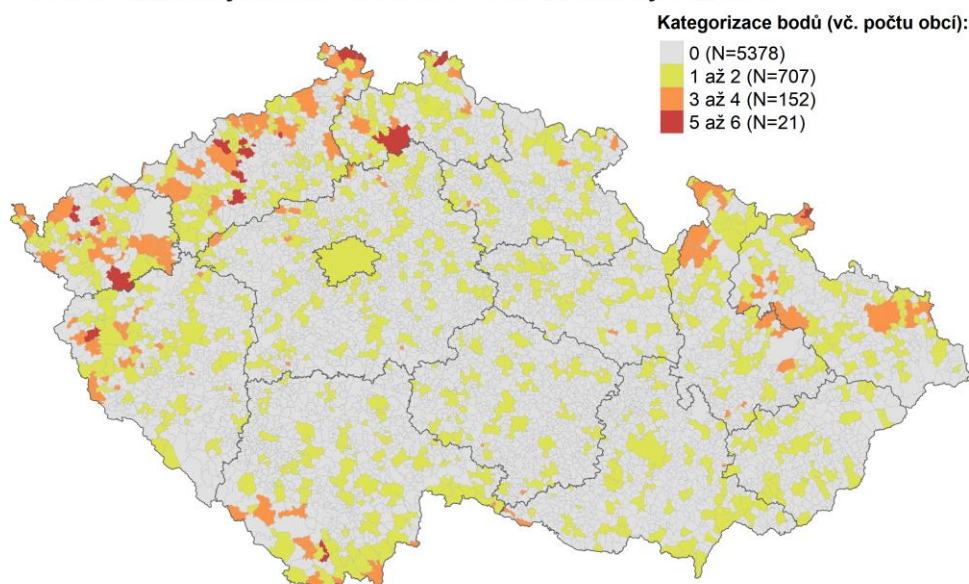 Kategorizace bodů (vč. počtu obcí):
0 (N=5378)
1 až 2 (N=707)
3 až 4 (N=152)
5 až 6 (N=21)